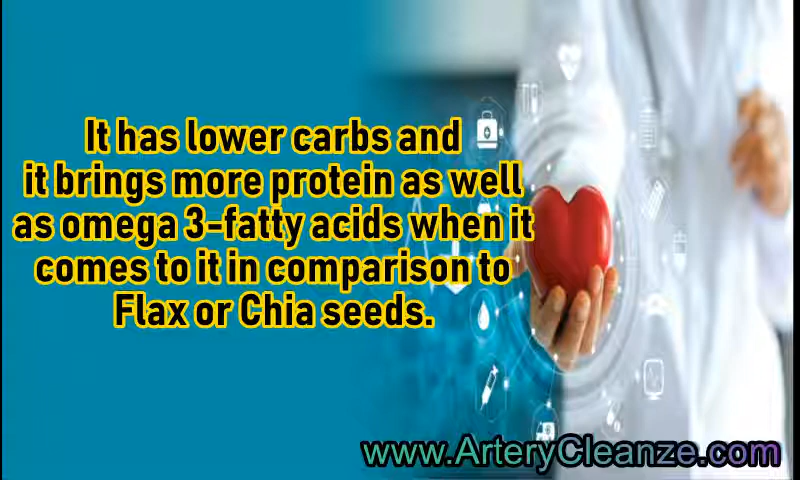 It has lower carbs and
it brings more protein as well
as omega 3-fatty acids when it
comes to it in comparison to
Flax or Chia seeds.
www.ArteryCleanze.com